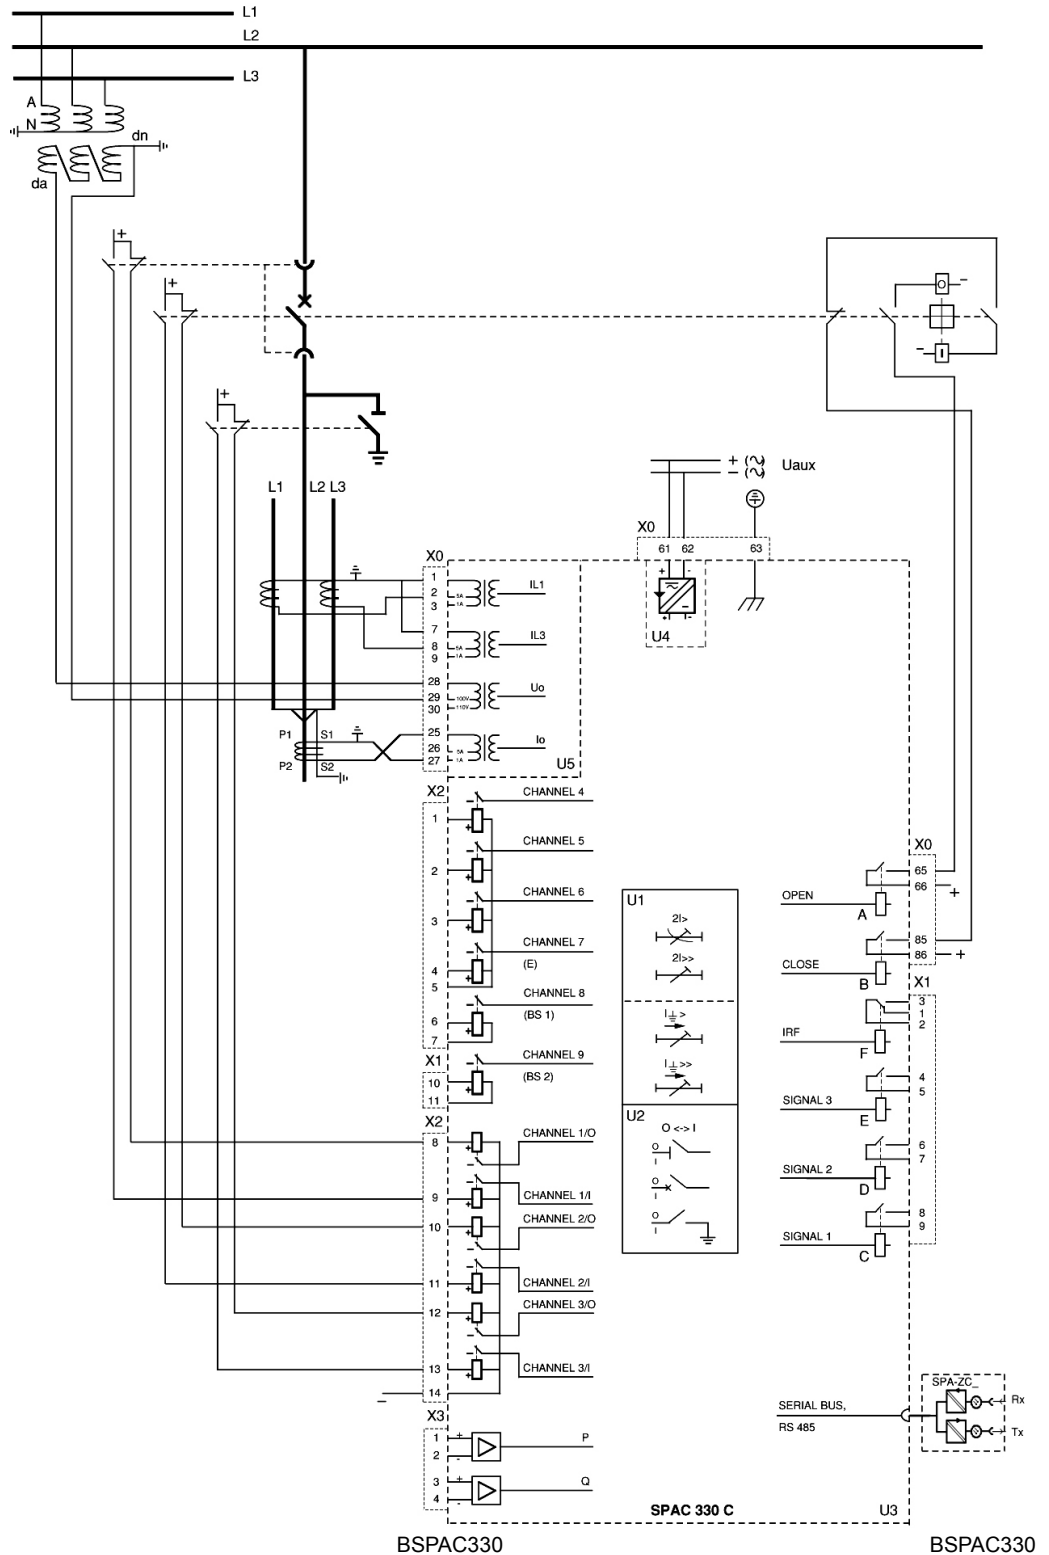 L1
L2
L3
A
N
dn
da
+
+
+
L1 L2 L3
O
−
− I
+ (~)
− (~)
Uaux
X0
61 62 63
+ -
U4
X0
1
2
3
5A
1A
IL1
7
8
9
5A
1A
IL3
28
29
30
100V
110V
Uo
25
26
27
5A
1A
Io
U5
P1 S1
P2 S2
X2
1
CHANNEL 4
2
CHANNEL 5
3
CHANNEL 6
4
5
CHANNEL 7
(E)
6
7
CHANNEL 8
(BS 1)
X1
10
11
CHANNEL 9
(BS 2)
X2
8
CHANNEL 1/O
9
CHANNEL 1/I
10
CHANNEL 2/O
11
CHANNEL 2/I
12
CHANNEL 3/O
13
CHANNEL 3/I
14
X3
1
2
+
-
P
3
4
+
-
Q
U1
2I>
2I>>
I >
I >>
U2
O <-> I
O
I
O
I
O
I
X0
65
66
+
OPEN
A
85
86
+
CLOSE
B
X1
3
1
2
IRF
F
4
5
SIGNAL 3
E
6
7
SIGNAL 2
D
8
9
SIGNAL 1
C
SERIAL BUS,
RS 485
SPA-ZC_
Rx
Tx
SPAC 330 C
U3
BSPAC330
BSPAC330